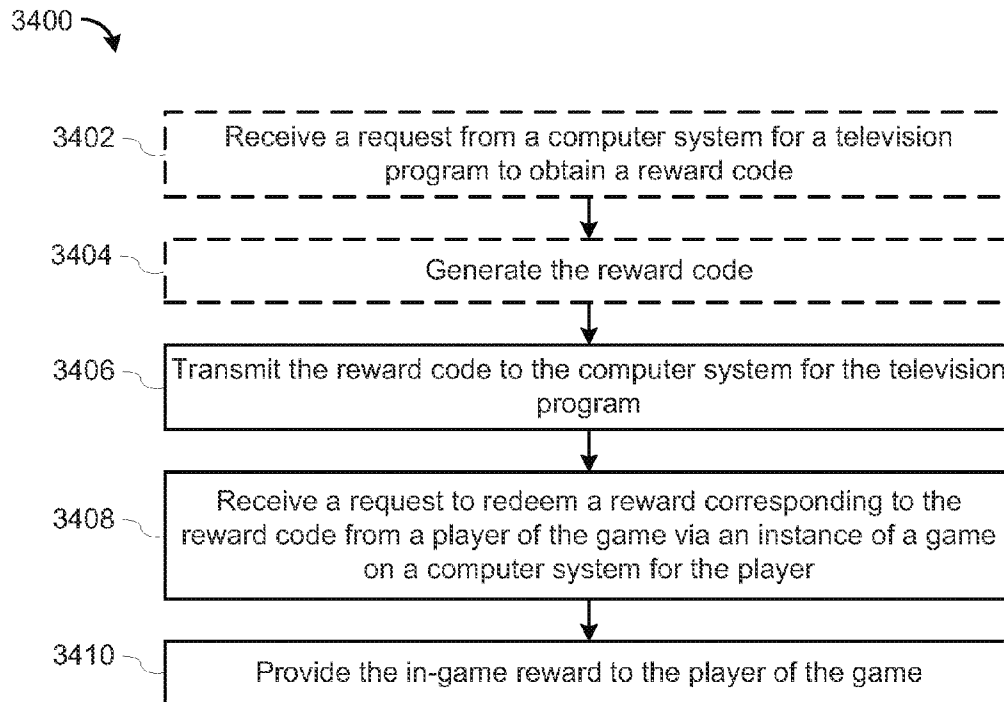 3400
3402
Receive a request from a computer system for a television
program to obtain a reward code
3404
Generate the reward code
3406
Transmit the reward code to the computer system for the television
program
3408
Receive a request to redeem a reward corresponding to the
reward code from a player of the game via an instance of a game
on a computer system for the player
3410
Provide the in-game reward to the player of the game